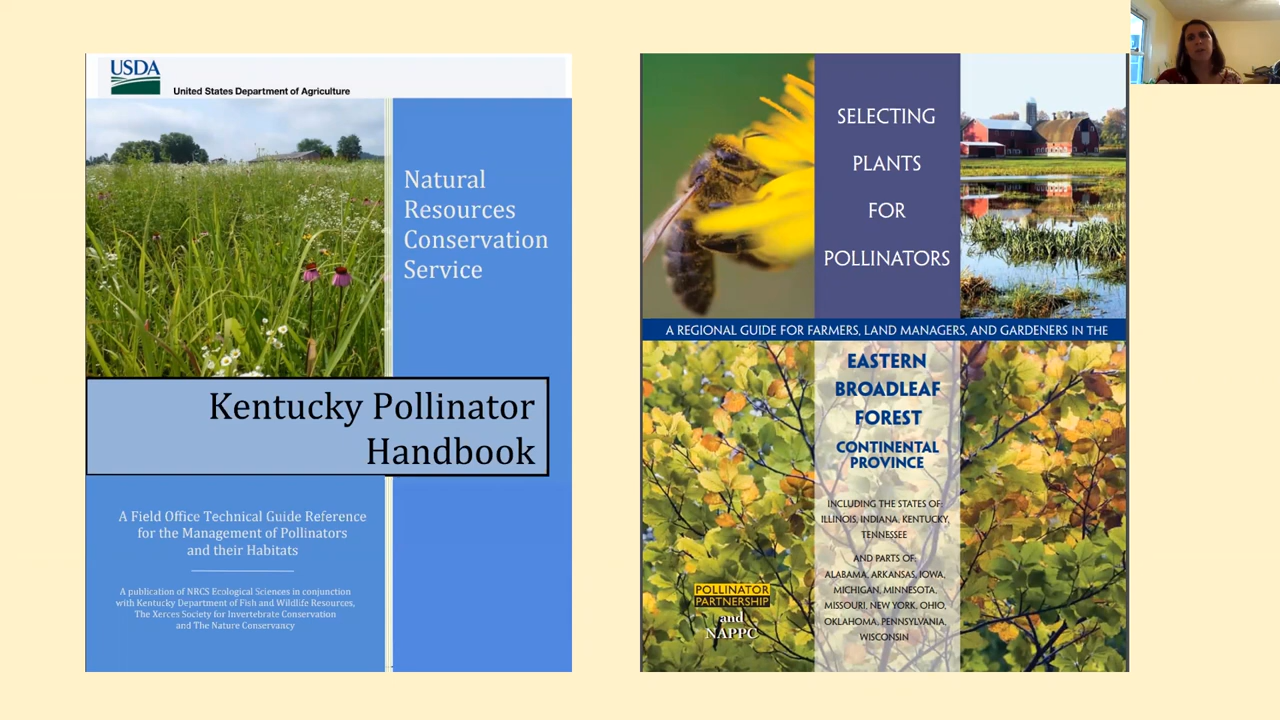 USDA
United States Department of Agriculture
Natural
Resources
Conservation
Service
Kentucky Pollinator
Handbook
A Field Office Technical Guide Reference
for the Management of Pollinators
and their Habitats
A publication of NRCS Ecological Sciences in conjunction
with Kentucky Department of Fish and Wildlife Resources,
The Xerces Society for Invertebrate Conservation
and The Nature Conservancy
SELECTING
PLANTS
FOR
POLLINATORS
A REGIONAL GUIDE FOR FARMERS, LAND MANAGERS, AND GARDENERS IN THE
EASTERN
BROADLEAF
FOREST
CONTINENTAL
PROVINCE
INCLUDING THE STATES OF:
ILLINOIS, INDIANA, KENTUCKY,
TENNESSEE
AND PARTS OF:
ALABAMA, ARKANSAS, IOWA,
MICHIGAN, MINNESOTA,
MISSOURI, NEW YORK, OHIO,
OKLAHOMA, PENNSYLVANIA,
WISCONSIN
POLLINATOR
PARTNERSHIP
and
NAPPC